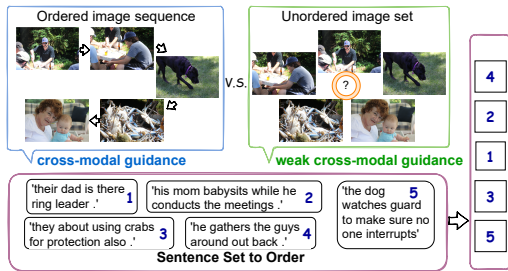 Ordered image sequence
Unordered image set
V.S.
?
cross-modal guidance
weak cross-modal guidance
'their dad is there
ring leader .'
1
'his mom babysits while he
conducts the meetings .'
2
'the dog
watches guard
to make sure no
one interrupts'
5
'they about using crabs
for protection also .'
3
'he gathers the guys
around out back .'
4
Sentence Set to Order
4
2
1
3
5